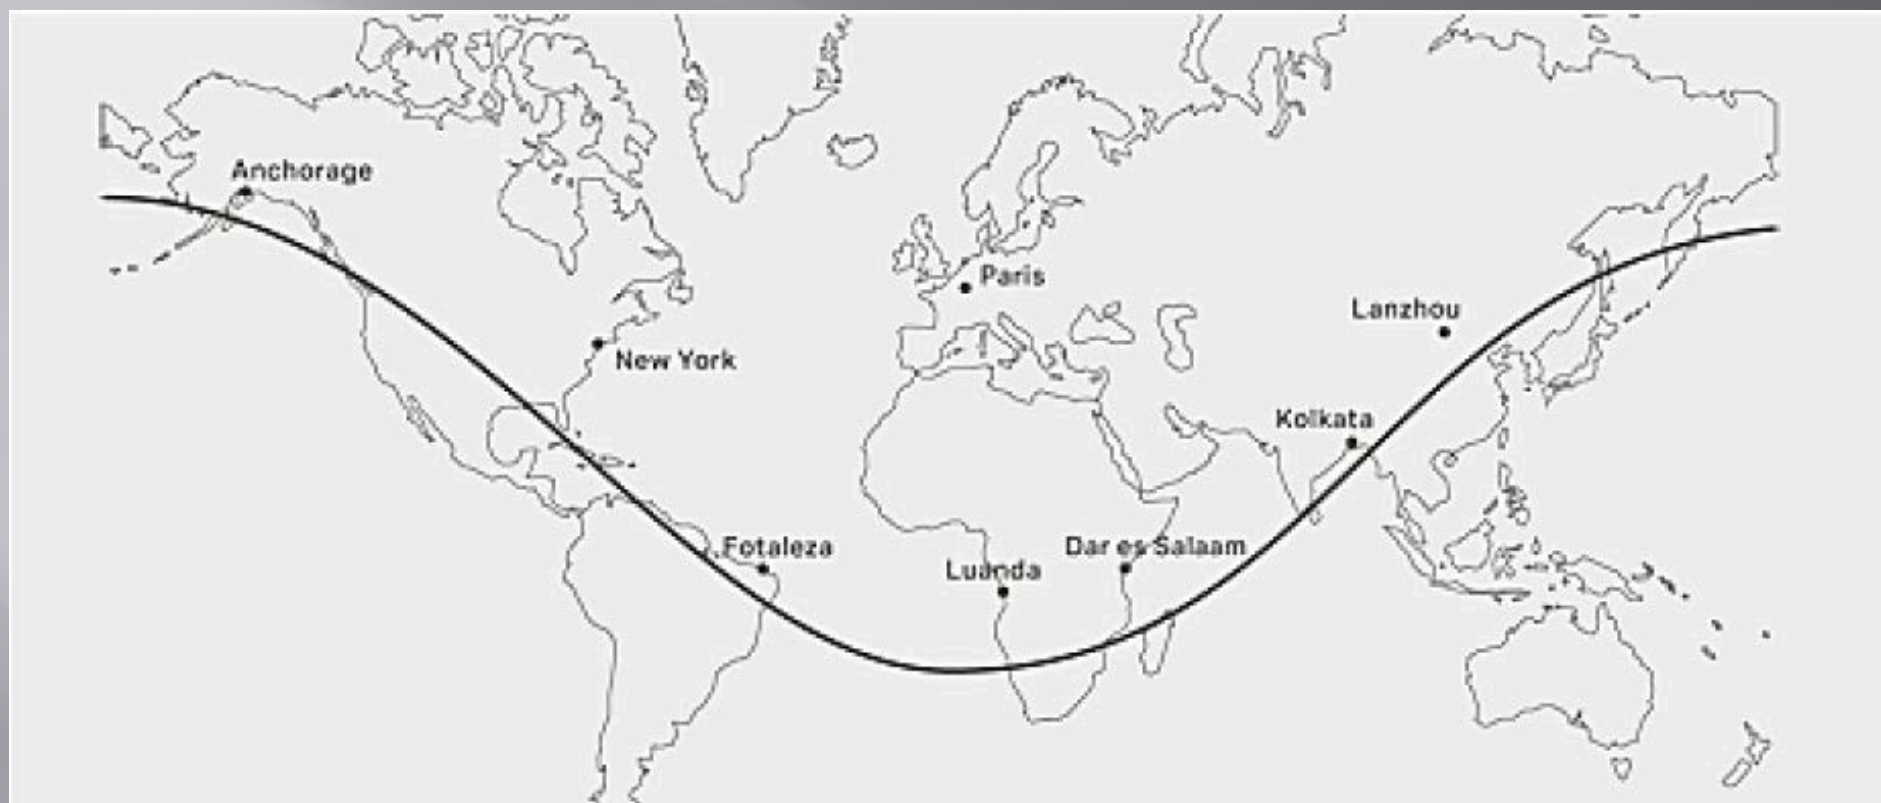 Anchorage
Paris
Lanzhou
New York
Kolkata
Fotaleza
Dar es Salaam
Luanda